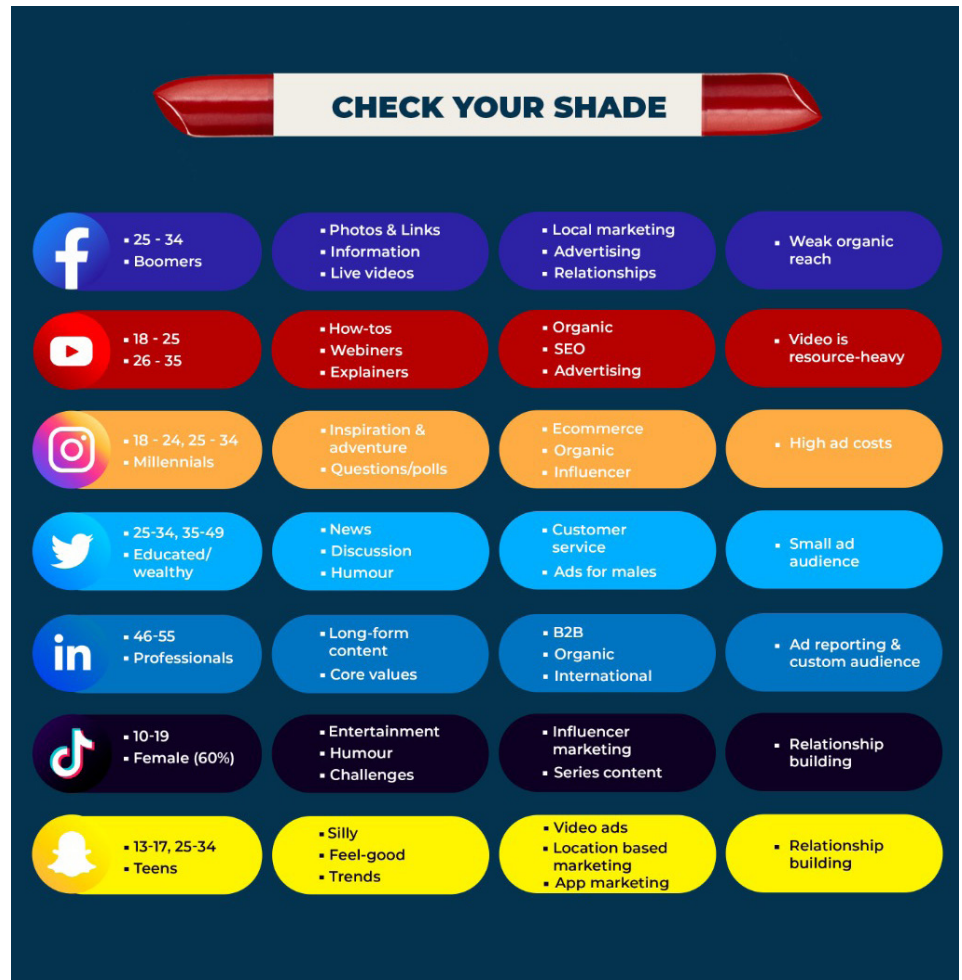 CHECK YOUR SHADE
▪ 25 - 34
▪ Boomers
▪ Photos & Links
▪ Information
▪ Live videos
▪ Local marketing
▪ Advertising
▪ Relationships
▪ Weak organic
reach
▪ 18 - 25
▪ 26 - 35
▪ How-tos
▪ Webiners
▪ Explainers
▪ Organic
▪ SEO
▪ Advertising
▪ Video is
resource-heavy
▪ 18 - 24, 25 - 34
▪ Millennials
▪ Inspiration &
adventure
▪ Questions/polls
▪ Ecommerce
▪ Organic
▪ Influencer
▪ High ad costs
▪ 25-34, 35-49
▪ Educated/
wealthy
▪ News
▪ Discussion
▪ Humour
▪ Customer
service
▪ Ads for males
▪ Small ad
audience
in
▪ 46-55
▪ Professionals
▪ Long-form
content
▪ Core values
▪ B2B
▪ Organic
▪ International
▪ Ad reporting &
custom audience
▪ 10-19
▪ Female (60%)
▪ Entertainment
▪ Humour
▪ Challenges
▪ Influencer
marketing
▪ Series content
▪ Relationship
building
▪ 13-17, 25-34
▪ Teens
▪ Silly
▪ Feel-good
▪ Trends
▪ Video ads
▪ Location based
marketing
▪ App marketing
▪ Relationship
building